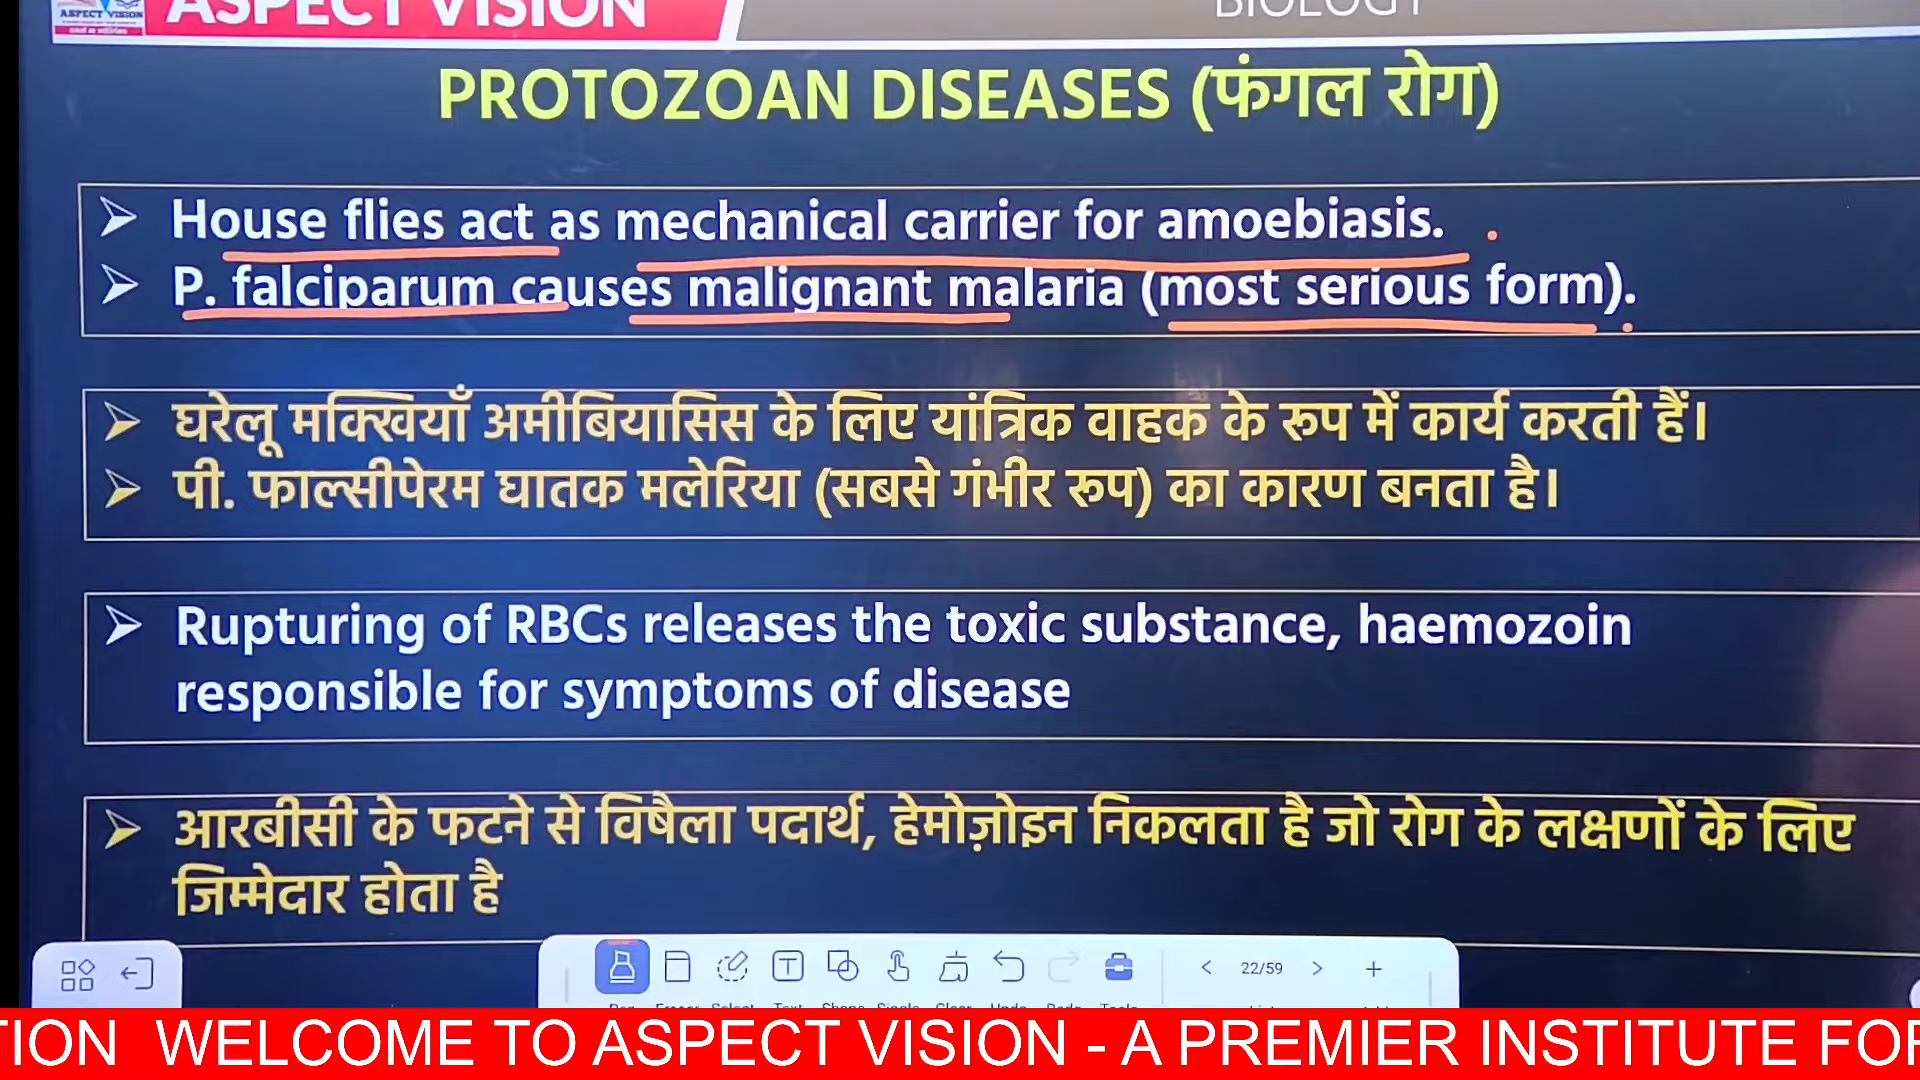 ASPECT VISION
ASPECT VISION
BIOLOGY
PROTOZOAN DISEASES (फंगल रोग)
➢ House flies act as mechanical carrier for amoebiasis.
➢ P. falciparum causes malignant malaria (most serious form).
➢ घरेलू मक्खियाँ अमीबियासिस के लिए यांत्रिक वाहक के रूप में कार्य करती हैं।
➢ पी. फाल्सीपेरम घातक मलेरिया (सबसे गंभीर रूप) का कारण बनता है।
➢ Rupturing of RBCs releases the toxic substance, haemozoin
responsible for symptoms of disease
➢ आरबीसी के फटने से विषैला पदार्थ, हेमोज़ोइन निकलता है जो रोग के लक्षणों के लिए
जिम्मेदार होता है
22/59
TION WELCOME TO ASPECT VISION - A PREMIER INSTITUTE FOR